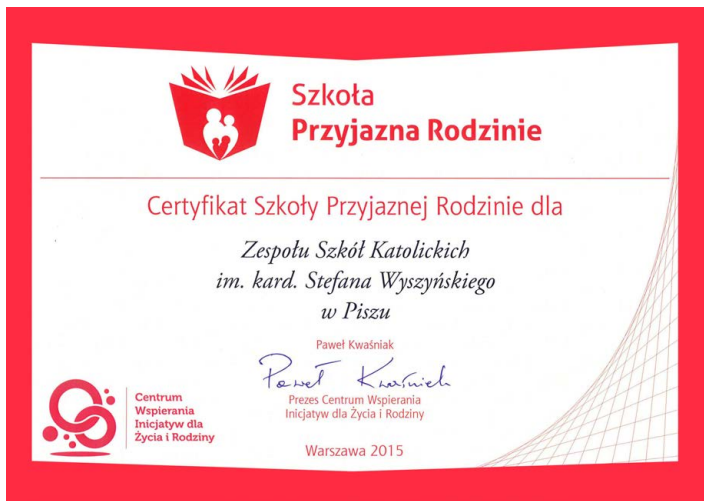 Szkoła
Przyjazna Rodzinie
Certyfikat Szkoły Przyjaznej Rodzinie dla
Zespołu Szkół Katolickich
im. kard. Stefana Wyszyńskiego
w Piszu
Paweł Kwaśniak
Paweł Kwaśniak
Prezes Centrum Wspierania
Inicjatyw dla Życia i Rodziny
Centrum
Wspierania
Inicjatyw dla
Życia i Rodziny
Warszawa 2015